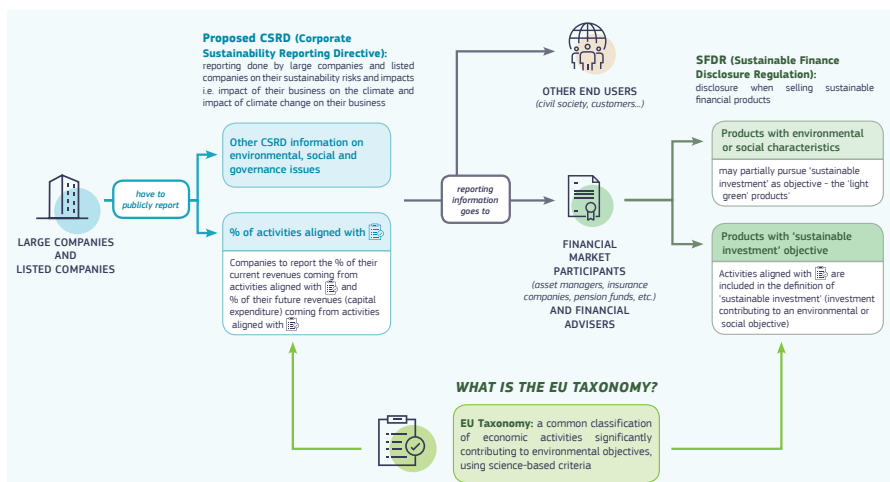 Proposed CSRD (Corporate
Sustainability Reporting Directive):
reporting done by large companies and listed
companies on their sustainability risks and impacts
i.e. impact of their business on the climate and
impact of climate change on their business
LARGE COMPANIES
AND
LISTED COMPANIES
have to
publicly report
Other CSRD information on
environmental, social and
governance issues
% of activities aligned with
Companies to report the % of their
current revenues coming from
activities aligned with and
% of their future revenues (capital
expenditure) coming from activities
aligned with
reporting
information
goes to
OTHER END USERS
(civil society, customers...)
FINANCIAL
MARKET
PARTICIPANTS
(asset managers, insurance
companies, pension funds, etc.)
AND FINANCIAL
ADVISERS
SFDR (Sustainable Finance
Disclosure Regulation):
disclosure when selling sustainable
financial products
Products with environmental
or social characteristics
may partially pursue ‘sustainable
investment’ as objective - the ‘light
green’ products’
Products with ‘sustainable
investment’ objective
Activities aligned with are
included in the definition of
‘sustainable investment’ (investment
contributing to an environmental or
social objective)
WHAT IS THE EU TAXONOMY?
EU Taxonomy: a common classification
of economic activities significantly
contributing to environmental objectives,
using science-based criteria